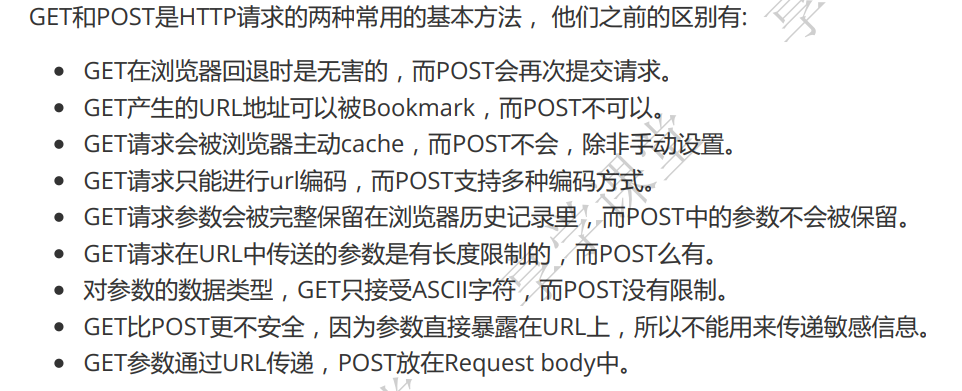 GET和POST是HTTP请求的两种常用的基本方法， 他们之前的区别有:
GET在浏览器回退时是无害的，而POST会再次提交请求。
GET产生的URL地址可以被Bookmark，而POST不可以。
GET请求会被浏览器主动cache，而POST不会，除非手动设置。
GET请求只能进行url编码，而POST支持多种编码方式。
GET请求参数会被完整保留在浏览器历史记录里，而POST中的参数不会被保留。
GET请求在URL中传送的参数是有长度限制的，而POST么有。
对参数的数据类型，GET只接受ASCII字符，而POST没有限制。
GET比POST更不安全，因为参数直接暴露在URL上，所以不能用来传递敏感信息。
GET参数通过URL传递，POST放在Request body中。
享学课堂